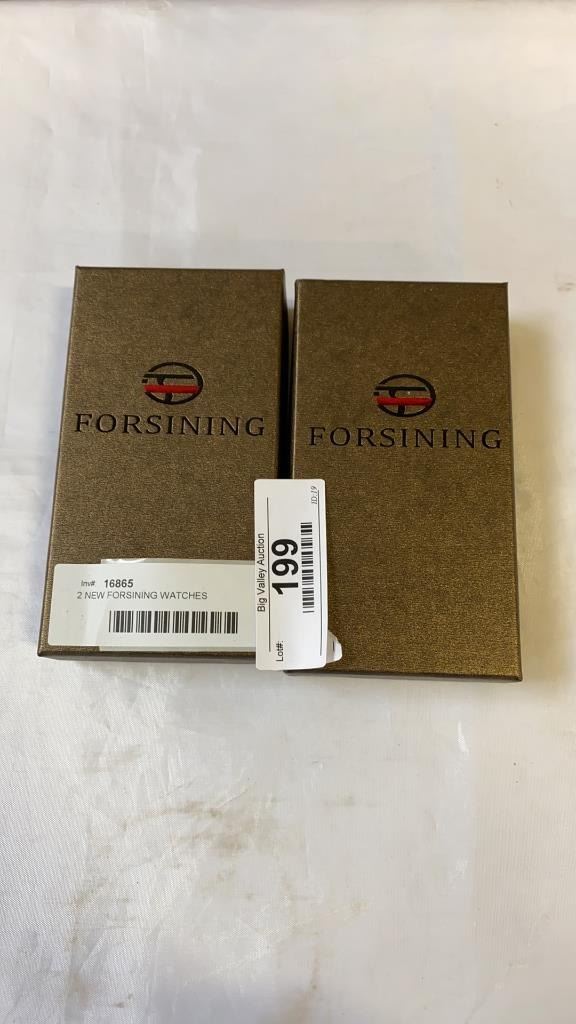 FORSINING
FORSINING
Inv# 16865
2 NEW FORSINING WATCHES
Big Valley Auction
Lot#: 199
ID:19